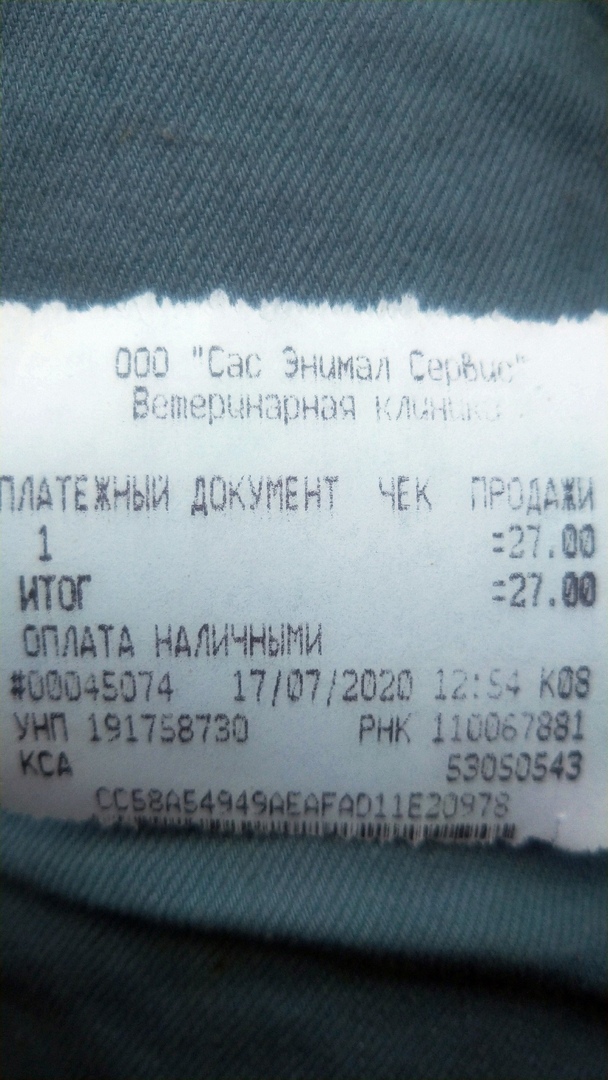 ООО "Сас Энимал Сервис"
Ветеринарная клиника
ПЛАТЕЖНЫЙ ДОКУМЕНТ ЧЕК ПРОДАЖИ
1 =27.00
ИТОГ =27.00
ОПЛАТА НАЛИЧНЫМИ
#00045074 17/07/2020 12:54 К08
УНП 191758730 РНК 110067881
КСА 53050543
CC58A54949AEAFAD11E20978